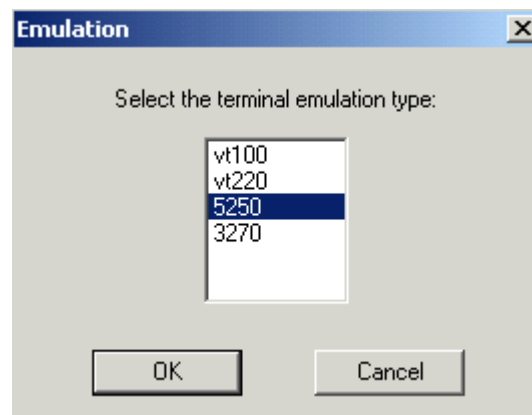 Emulation
Select the terminal emulation type:
vt100
vt220
5250
3270
OK
Cancel